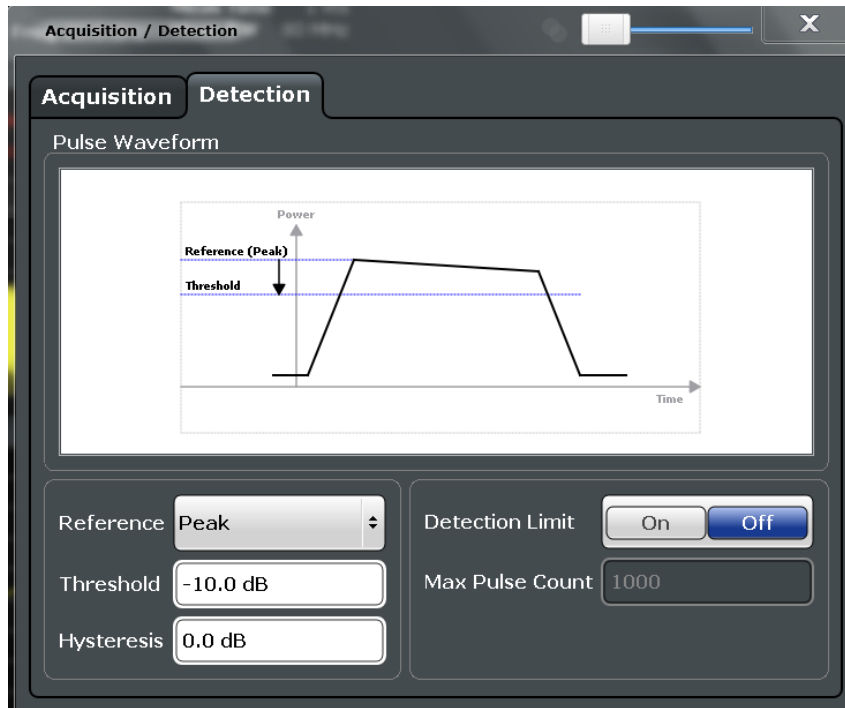 Acquisition / Detection
X
Acquisition
Detection
Pulse Waveform
Power
Reference (Peak)
Threshold
Time
Reference
Peak
Detection Limit
On
Off
Threshold
-10.0 dB
Max Pulse Count
1000
Hysteresis
0.0 dB